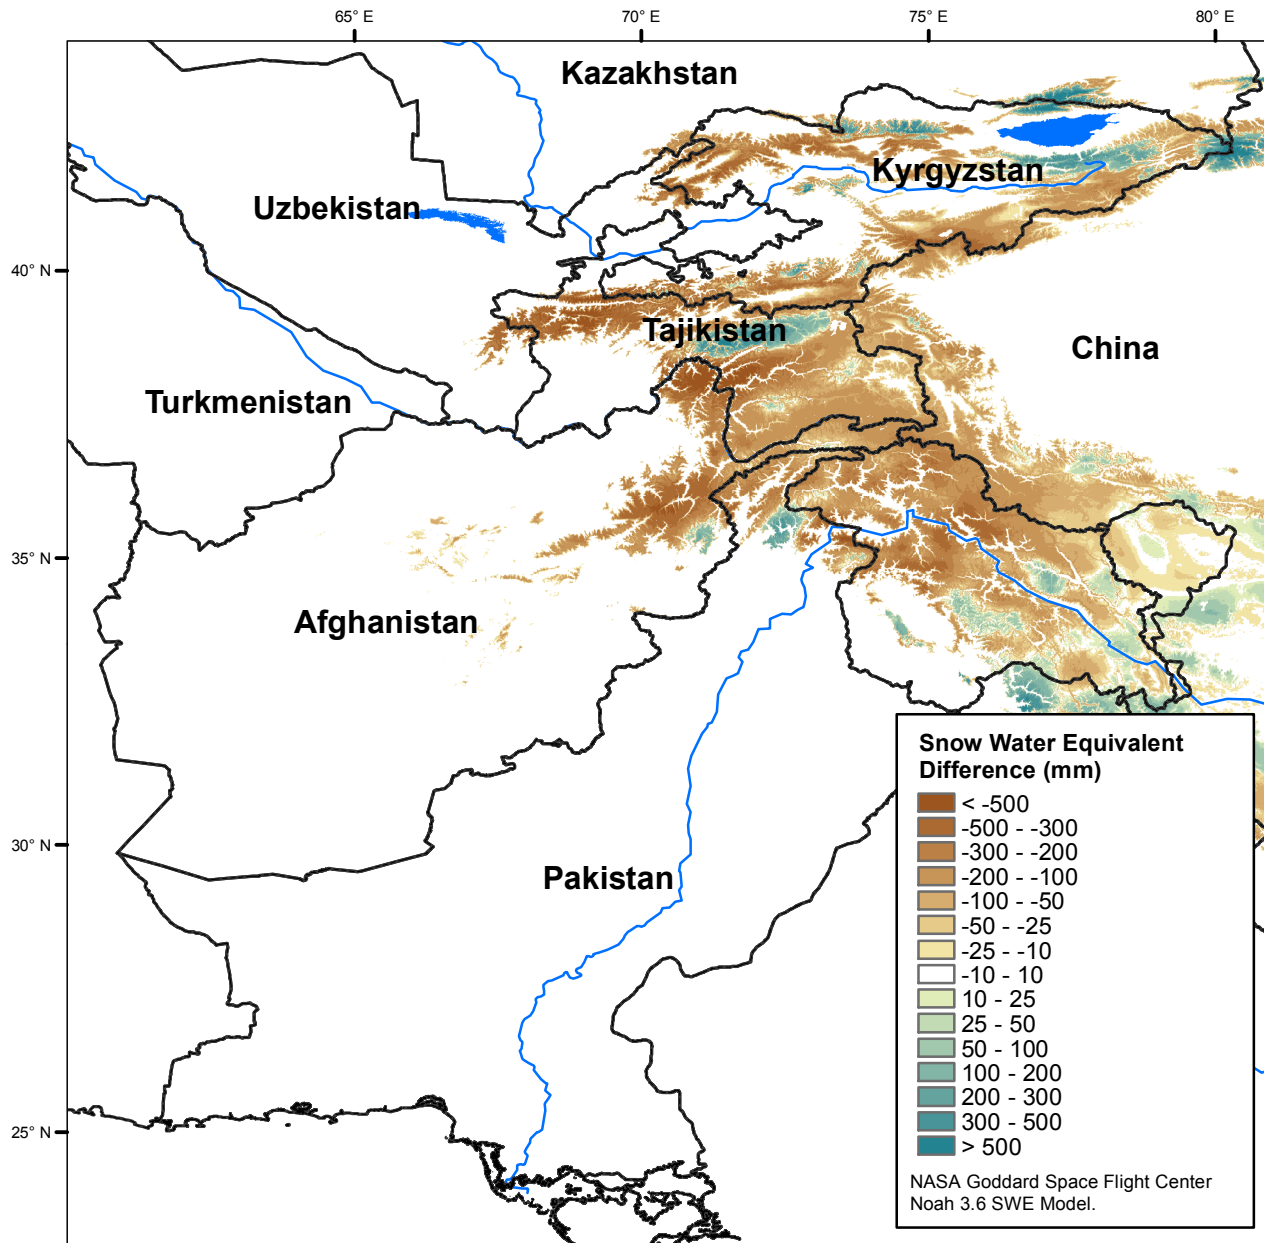 65° E
70° E
75° E
80° E
Kazakhstan
Kyrgyzstan
Uzbekistan
40° N
Tajikistan
China
Turkmenistan
35° N
Afghanistan
Snow Water Equivalent
Difference (mm)
< -500
-500 - -300
-300 - -200
-200 - -100
-100 - -50
-50 - -25
-25 - -10
-10 - 10
10 - 25
25 - 50
50 - 100
100 - 200
200 - 300
300 - 500
> 500
NASA Goddard Space Flight Center
Noah 3.6 SWE Model.
30° N
Pakistan
25° N